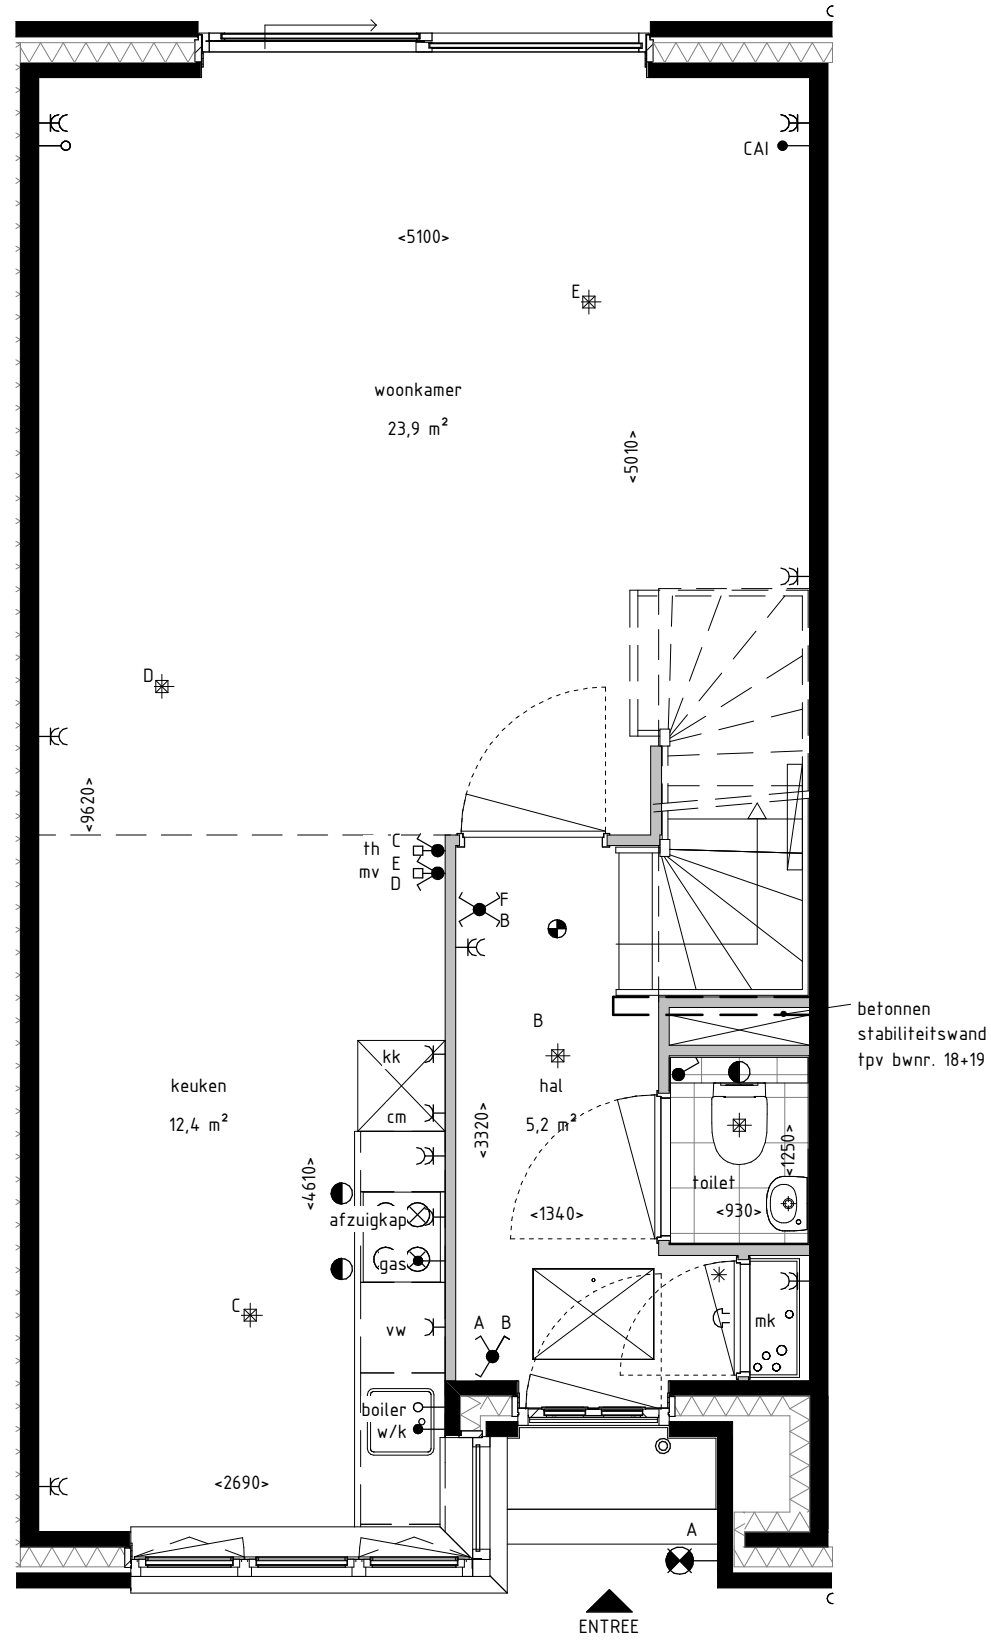 CAI
<5100>
E
woonkamer
23,9 m²
<5010>
D
<9620>
th
C
mv
E
D
F
B
betonnen
stabiliteitswand
tpv bwnr. 18+19
B
kk
keuken
hal
cm
12,4 m²
5,2 m²
<3320>
<1250>
<4610>
toilet
<930>
<1340>
afzuigkap
gas
C
A B
mk
vw
boiler
w/k
<2690>
A
ENTREE